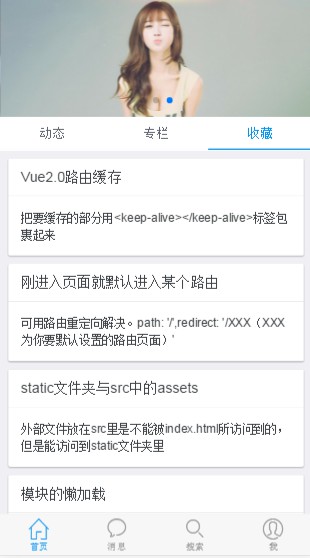 动态
专栏
收藏
Vue2.0路由缓存
把要缓存的部分用<keep-alive></keep-alive>标签包
裹起来
刚进入页面就默认进入某个路由
可用路由重定向解决。path: '/',redirect: '/XXX（XXX
为你要默认设置的路由页面）'
static文件夹与src中的assets
外部文件放在src里是不能被index.html所访问到的，
但是能访问到static文件夹里
模块的懒加载
首页
消息
搜索
我